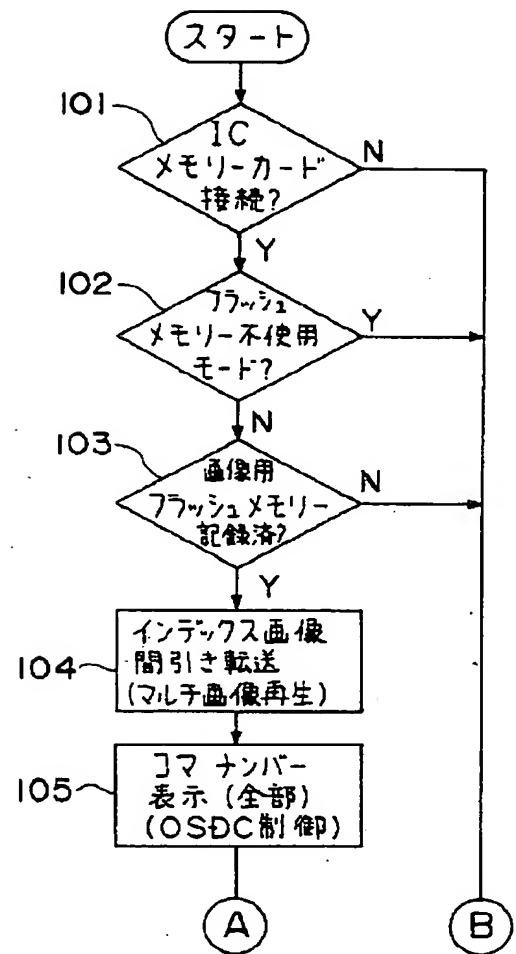 スタート
101
IC
メモリーカード
接続?
N
Y
102
フラッシュ
メモリー不使用
モード?
Y
N
103
画像用
フラッシュメモリー
記録済?
N
Y
104
インデックス画像
間引き転送
(マルチ画像再生)
105
コマ ナンバー
表示(全部)
(OSDC制御)
A
B